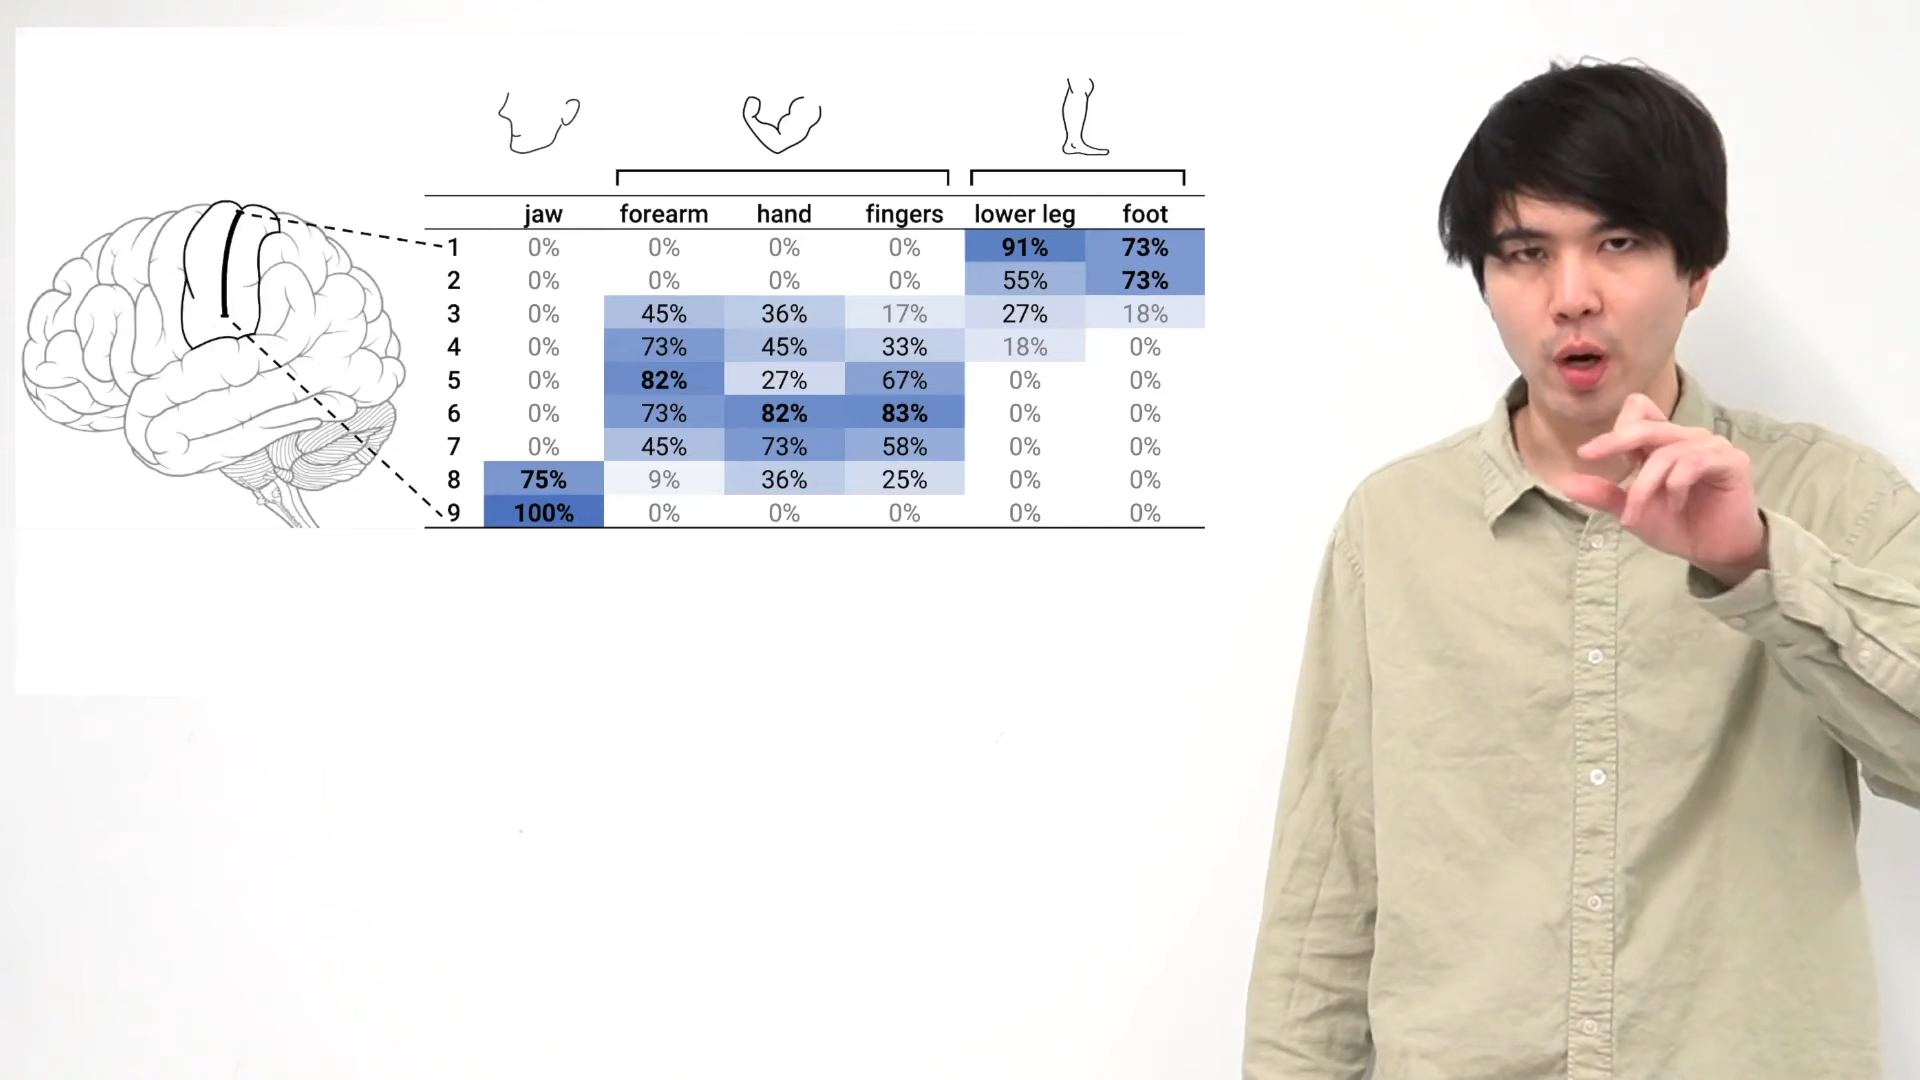 jaw forearm hand fingers lower leg foot
1 0% 0% 0% 0% 91% 73%
2 0% 0% 0% 0% 55% 73%
3 0% 45% 36% 17% 27% 18%
4 0% 73% 45% 33% 18% 0%
5 0% 82% 27% 67% 0% 0%
6 0% 73% 82% 83% 0% 0%
7 0% 45% 73% 58% 0% 0%
8 75% 9% 36% 25% 0% 0%
9 100% 0% 0% 0% 0% 0%